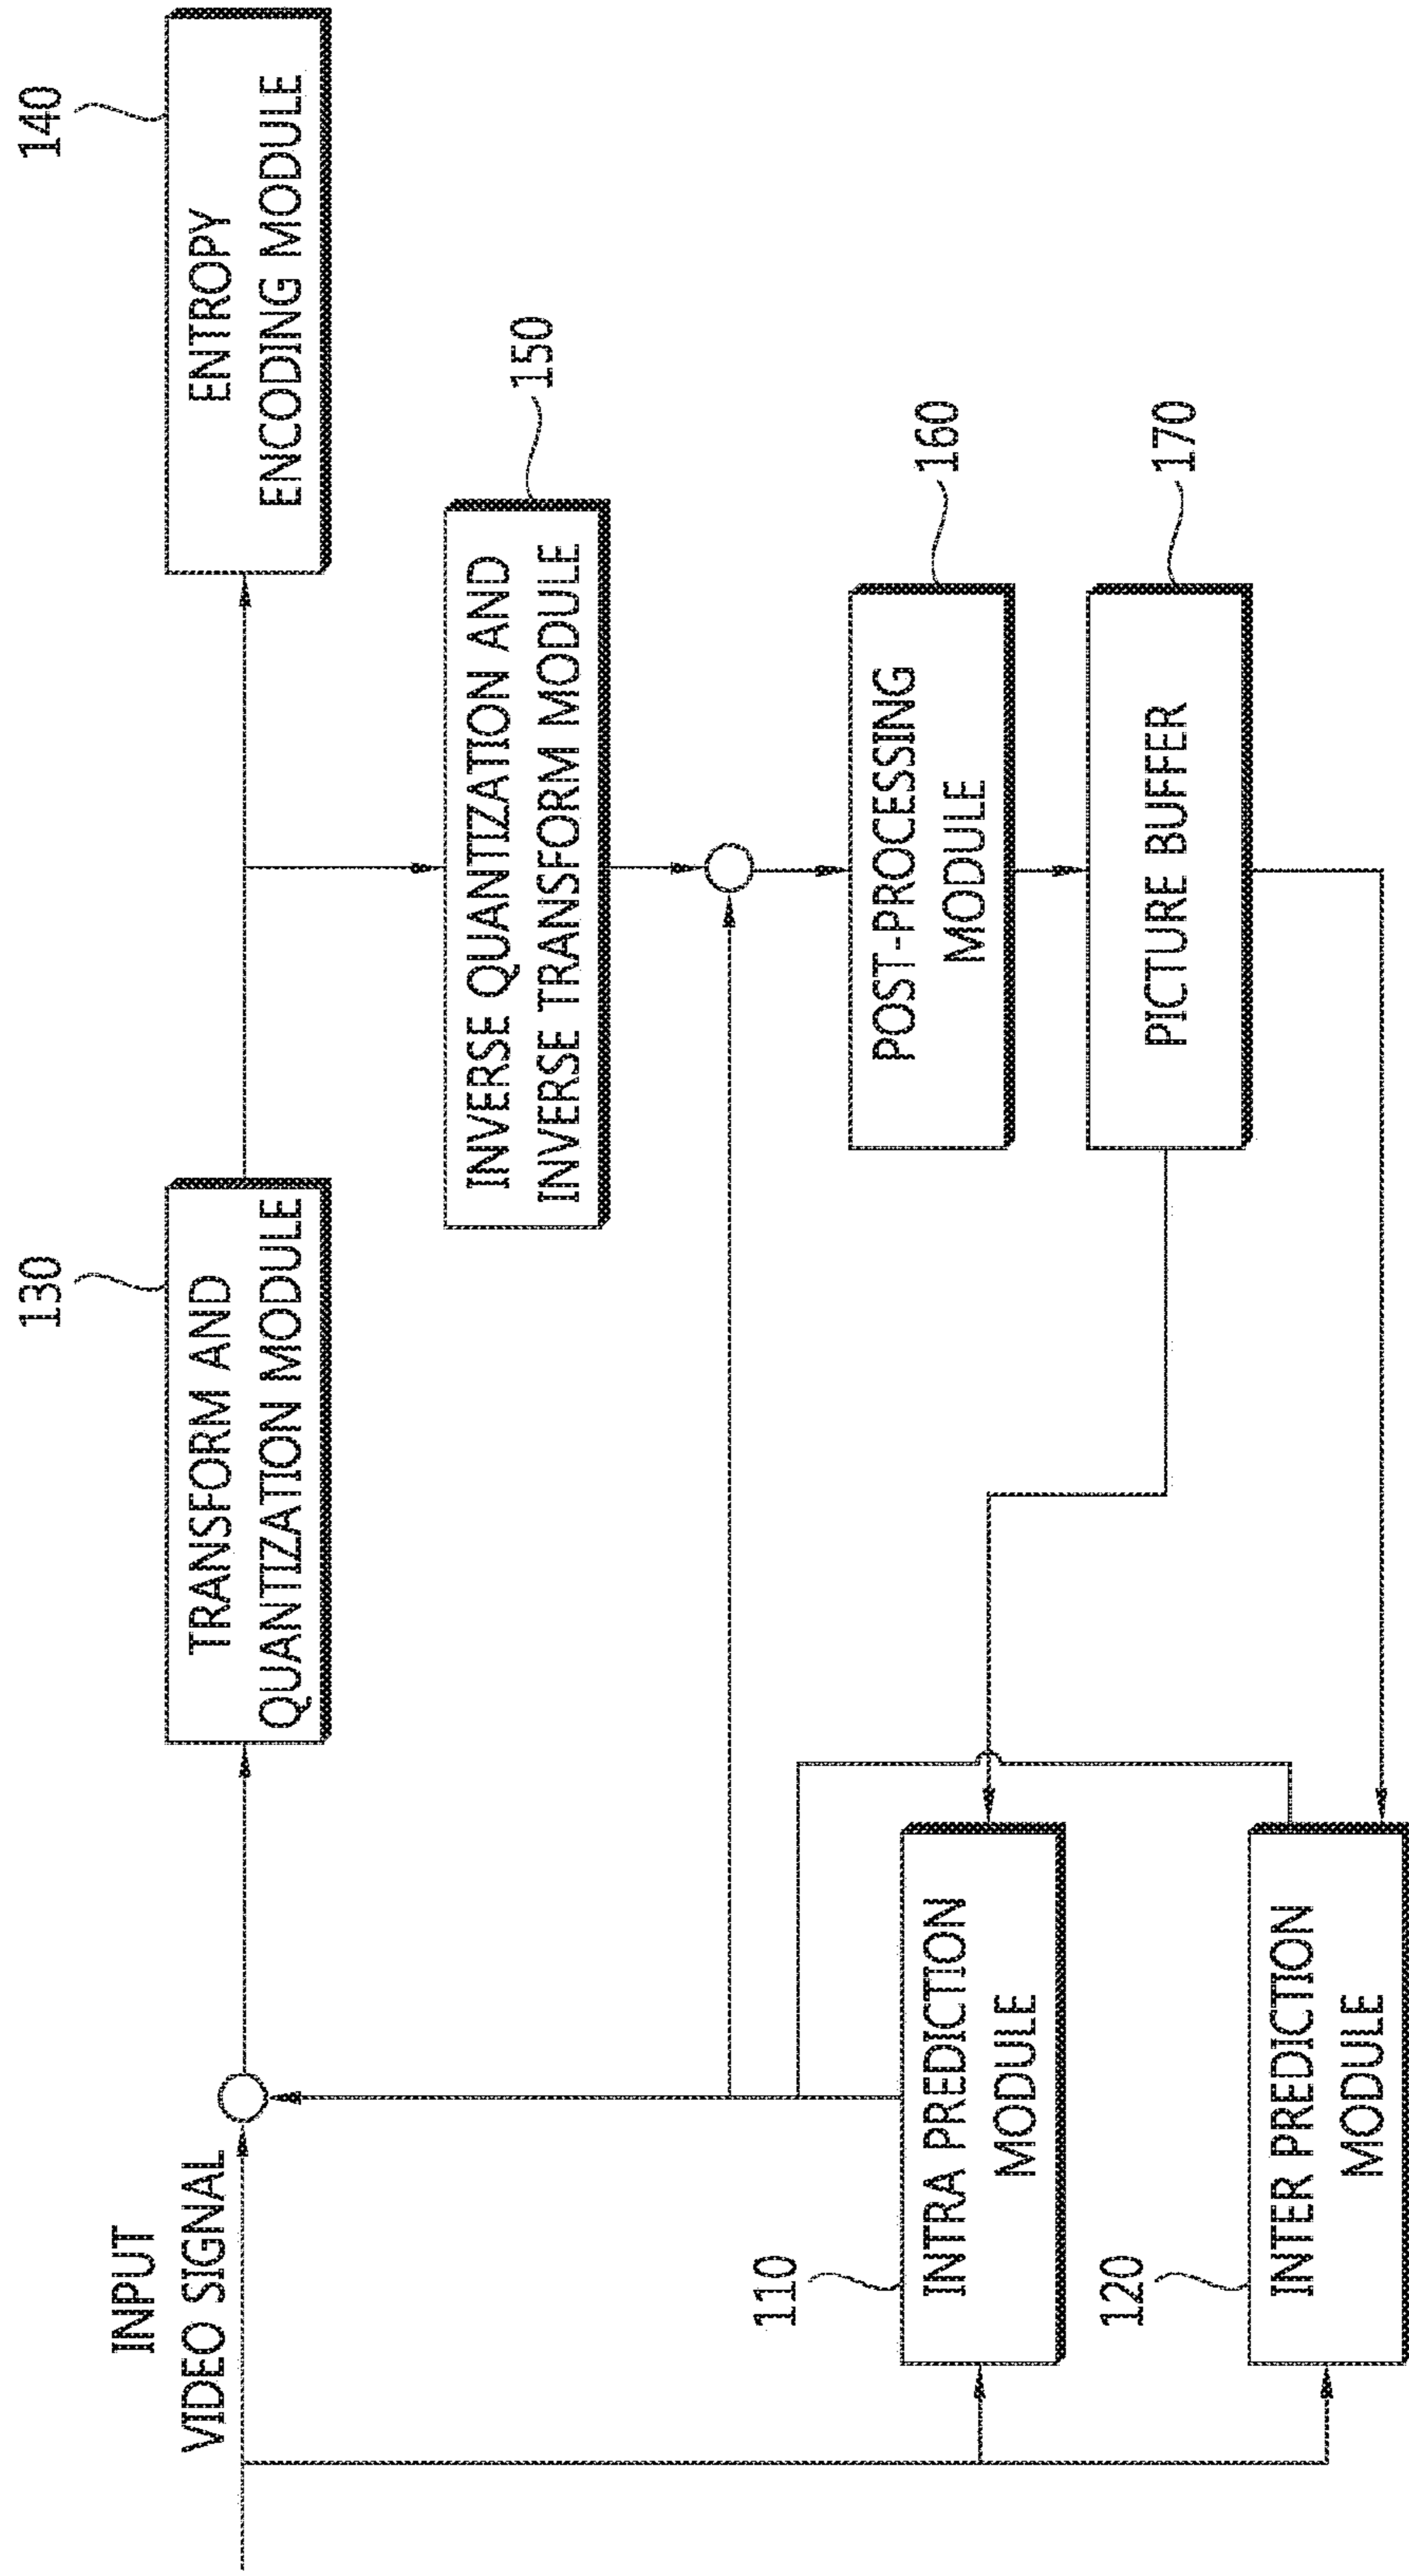 INPUT
VIDEO SIGNAL
130
TRANSFORM AND
QUANTIZATION MODULE
140
ENTROPY
ENCODING MODULE
150
INVERSE QUANTIZATION AND
INVERSE TRANSFORM MODULE
160
POST-PROCESSING
MODULE
170
PICTURE BUFFER
110
INTRA PREDICTION
MODULE
120
INTER PREDICTION
MODULE